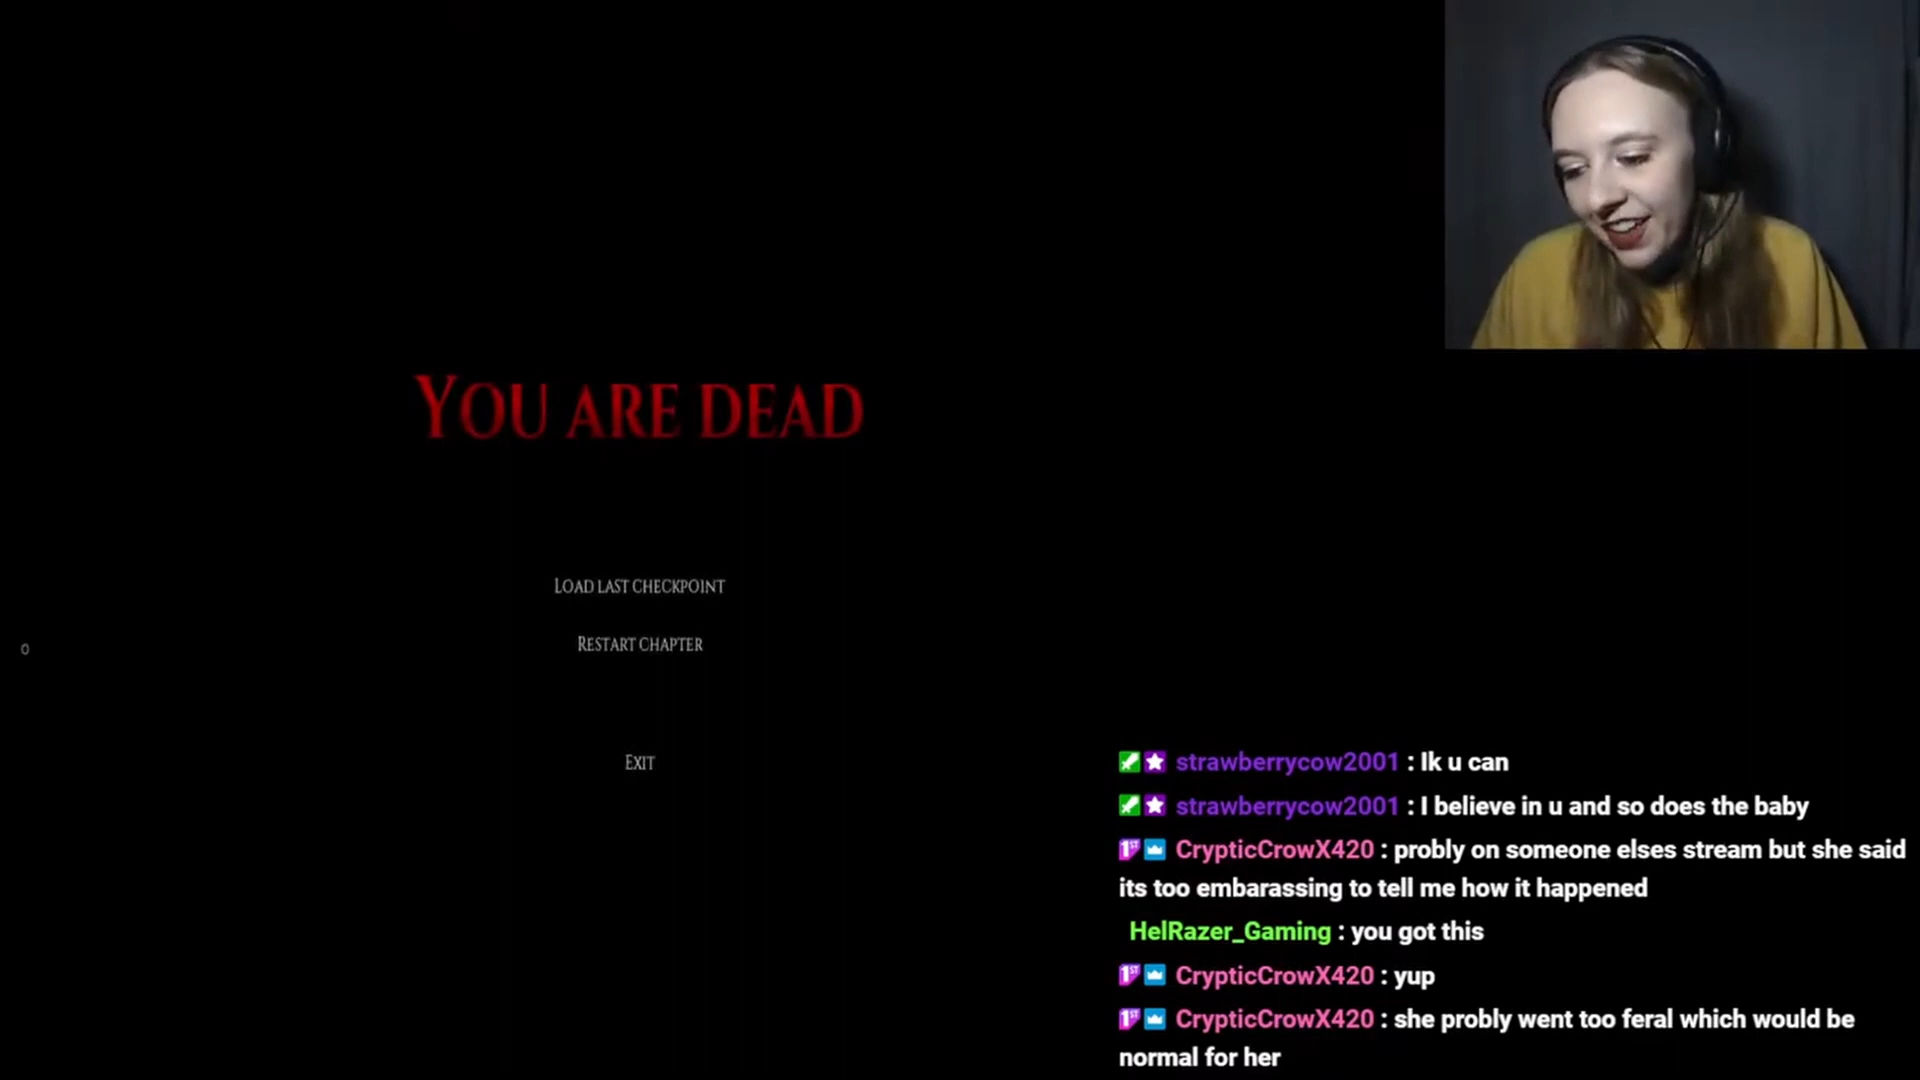 YOU ARE DEAD
LOAD LAST CHECKPOINT
RESTART CHAPTER
0
EXIT
strawberrycow2001 : Ik u can
strawberrycow2001 : I believe in u and so does the baby
1ST CrypticCrowX420 : probly on someone elses stream but she said
its too embarassing to tell me how it happened
HelRazer_Gaming : you got this
1ST CrypticCrowX420 : yup
1ST CrypticCrowX420 : she probly went too feral which would be
normal for her